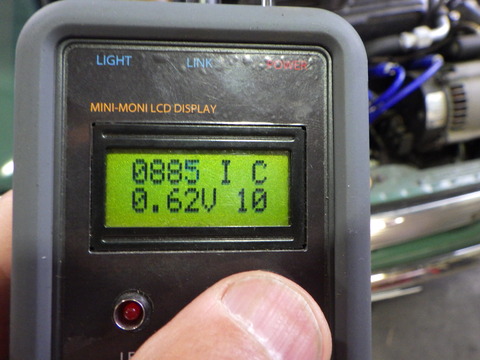 LIGHT LINK POWER
MINI-MONI LCD DISPLAY
0885 I C
0.62V 10